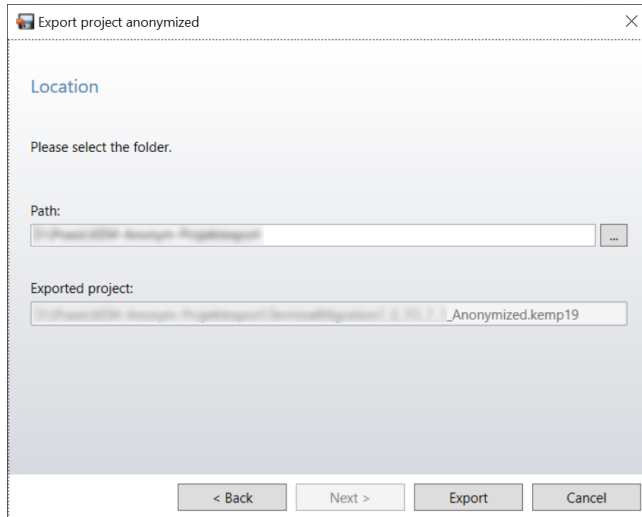 Export project anonymized
Location
Please select the folder.
Path:
...
Exported project:
_Anonymized.kemp19
< Back
Next >
Export
Cancel